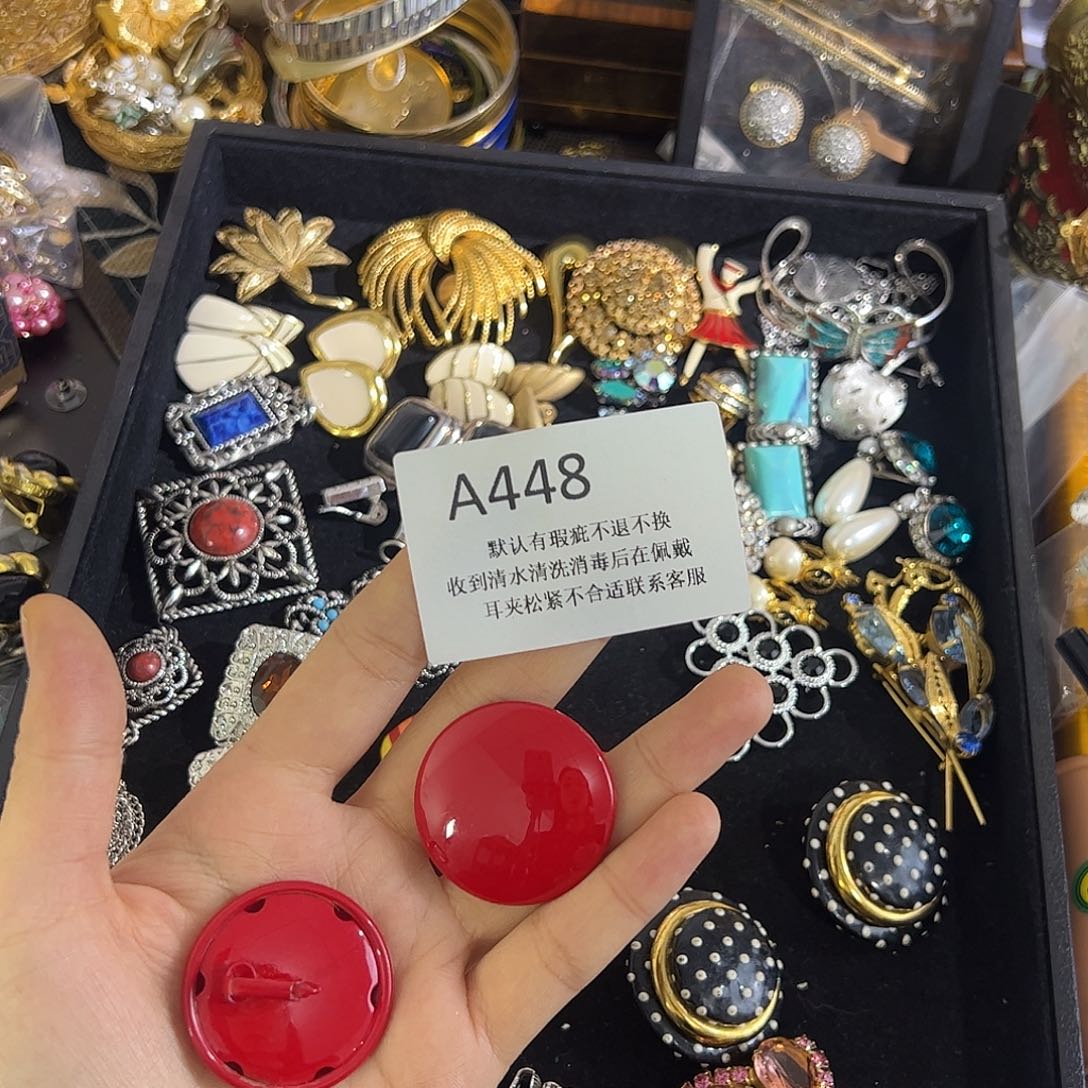 A448
默认有瑕疵不退不换
收到清水清洗消毒后在佩戴
耳夹松紧不合适联系客服